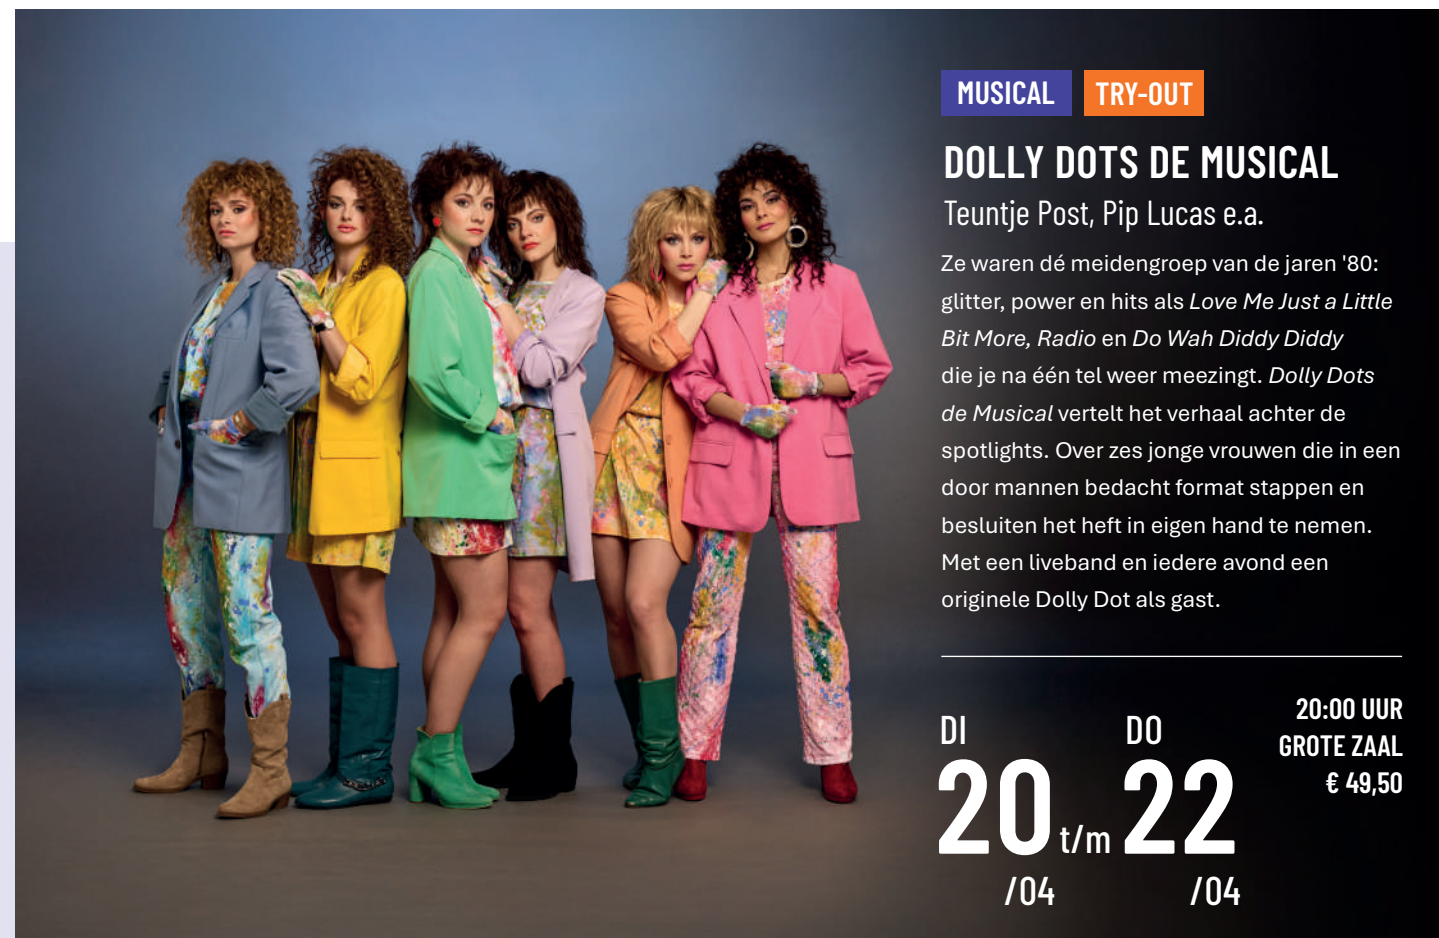 MUSICAL TRY-OUT
DOLLY DOTS DE MUSICAL
Teuntje Post, Pip Lucas e.a.
Ze waren dé meidengroep van de jaren '80:
glitter, power en hits als Love Me Just a Little
Bit More, Radio en Do Wah Diddy Diddy
die je na één tel weer meezingt. Dolly Dots
de Musical vertelt het verhaal achter de
spotlights. Over zes jonge vrouwen die in een
door mannen bedacht format stappen en
besluiten het heft in eigen hand te nemen.
Met een liveband en iedere avond een
originele Dolly Dot als gast.
DI
20
/04
t/m
DO
22
/04
20:00 UUR
GROTE ZAAL
€ 49,50